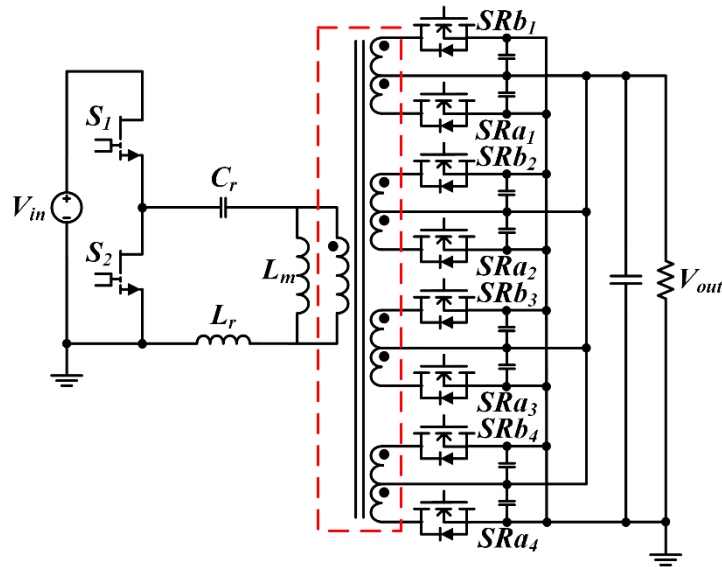 SRb1
S1
SRa1
SRb2
Cr
Vin
+
−
S2
Lm
SRa2
SRb3
Vout
Lr
SRa3
SRb4
SRa4